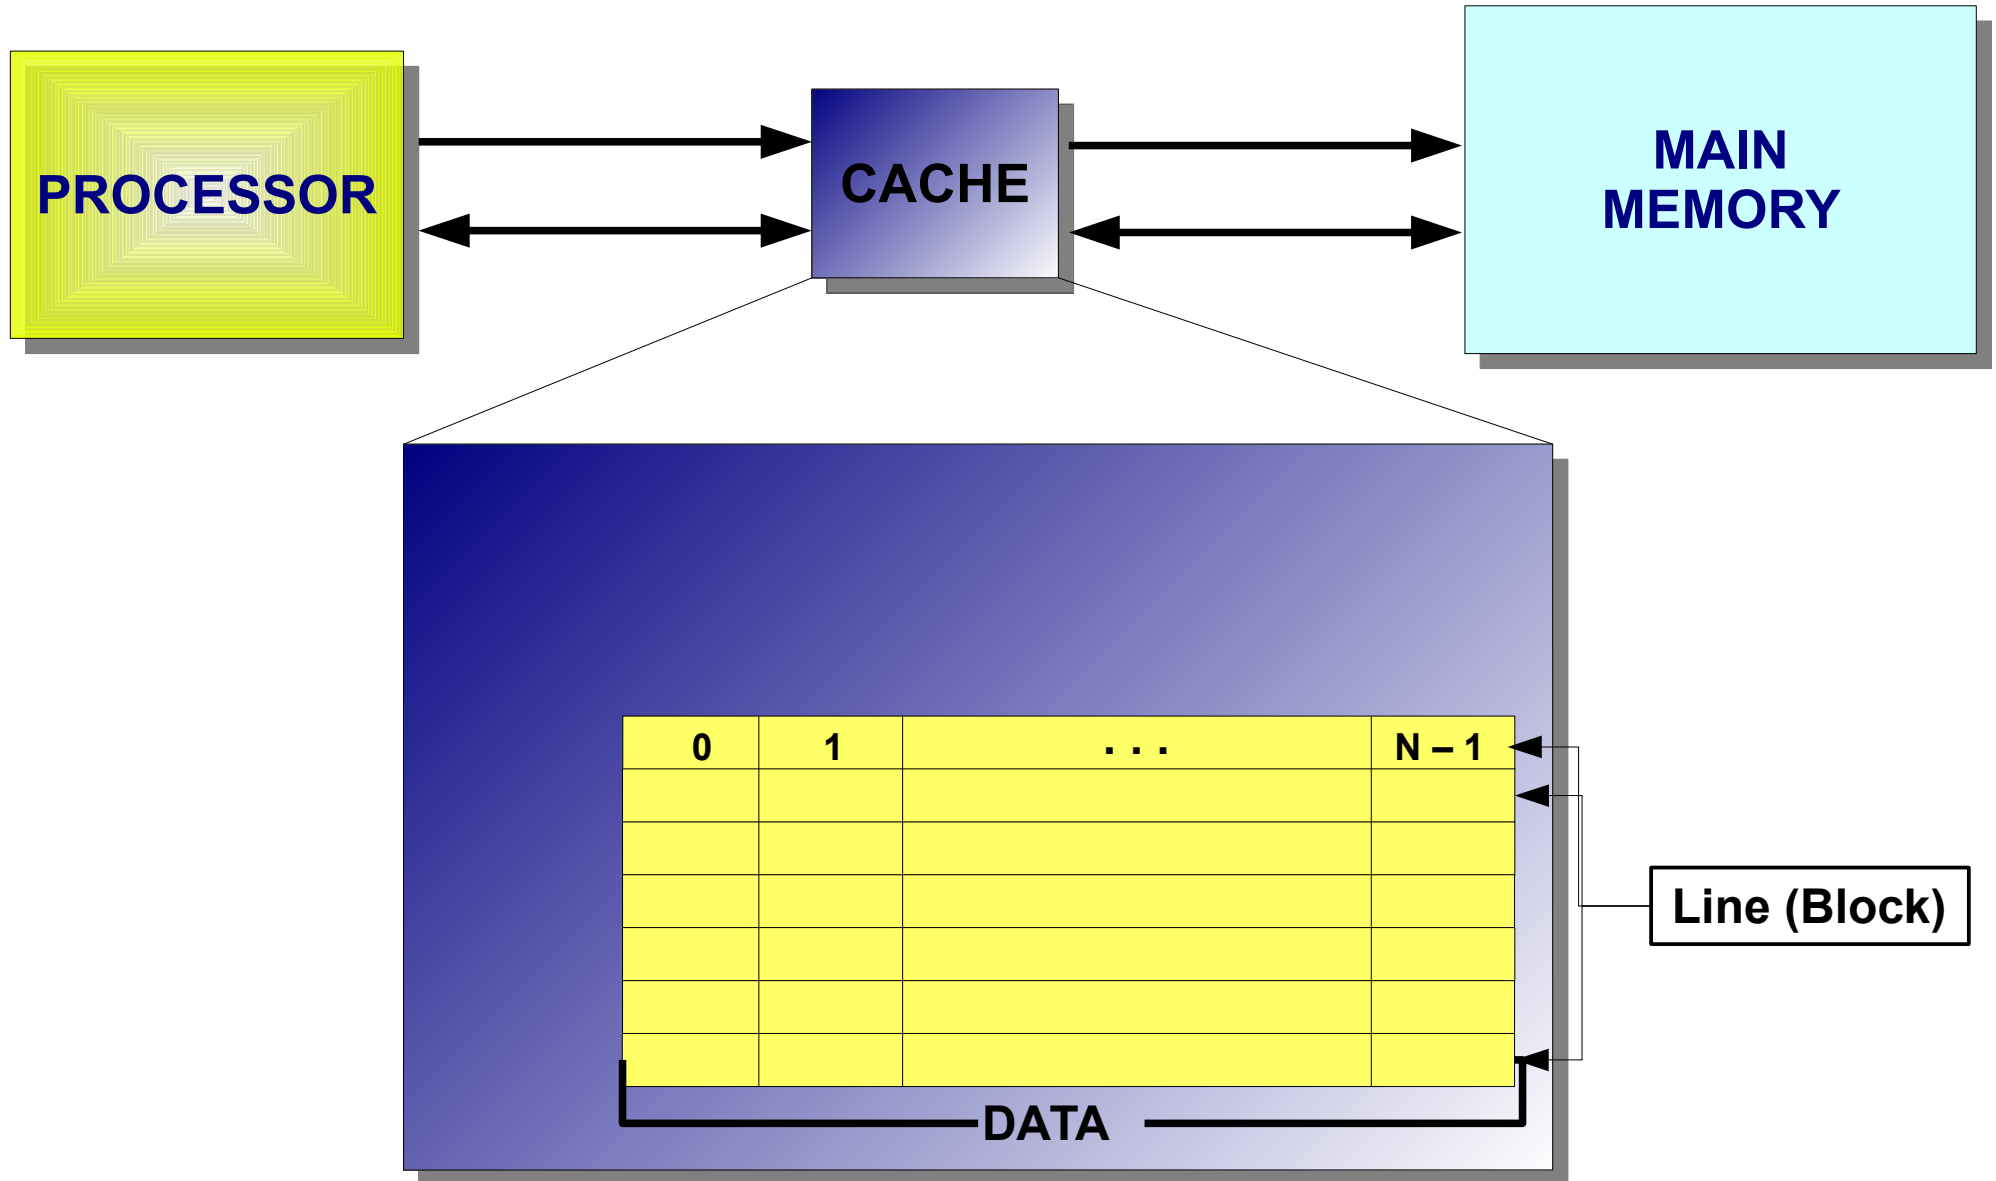 PROCESSOR
CACHE
MAIN
MEMORY
0 1 . . . N – 1
Line (Block)
DATA